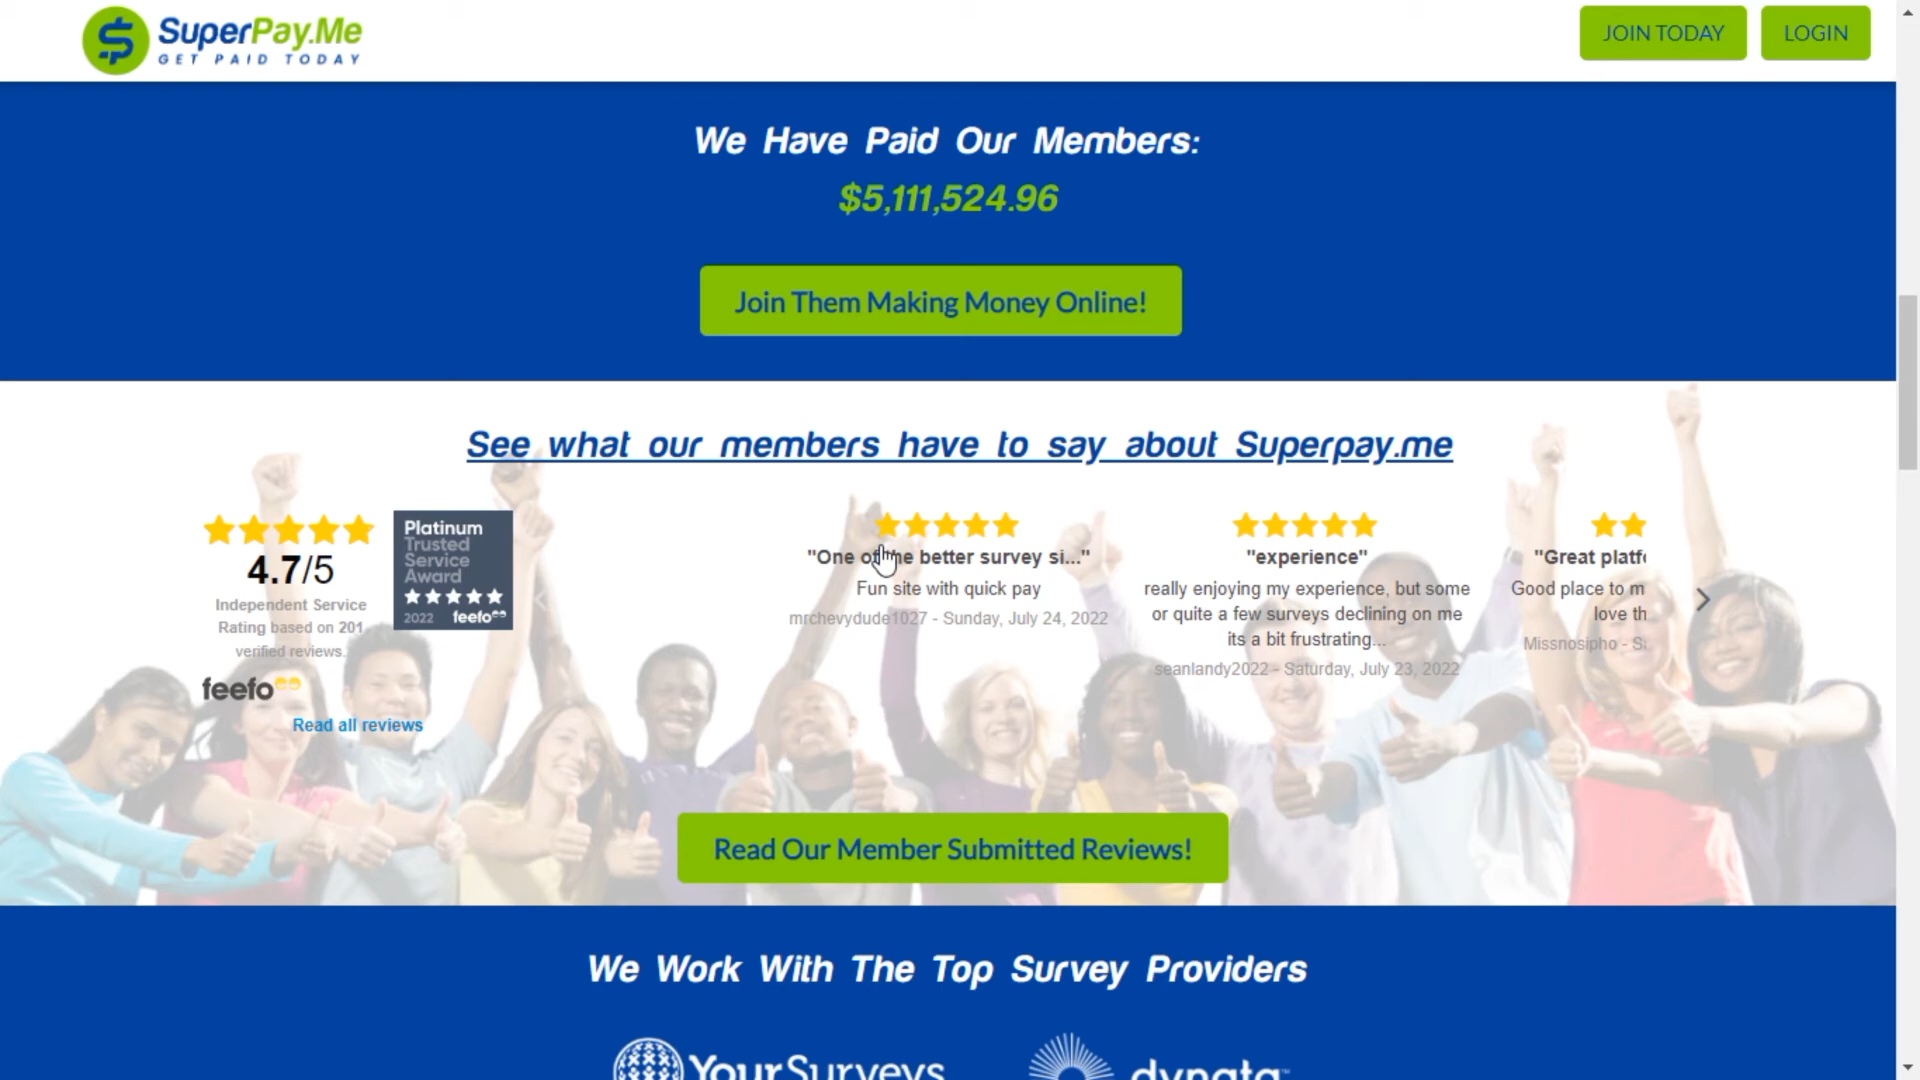 SuperPay.Me
GET PAID TODAY
JOIN TODAY
LOGIN
We Have Paid Our Members:
$5,111,524.96
Join Them Making Money Online!
See what our members have to say about Superpay.me
4.7/5
Independent Service
Rating based on 201
verified reviews.
feefo
Read all reviews
Platinum
Trusted
Service
Award
2022 feefo
"One of the better survey si..."
Fun site with quick pay
mrchevydude1027 - Sunday, July 24, 2022
"experience"
really enjoying my experience, but some
or quite a few surveys declining on me
its a bit frustrating...
seanlandy2022 - Saturday, July 23, 2022
"Great platf
Good place to m
love th
Missnosipho - S
Read Our Member Submitted Reviews!
We Work With The Top Survey Providers
YourSurveys
dynata